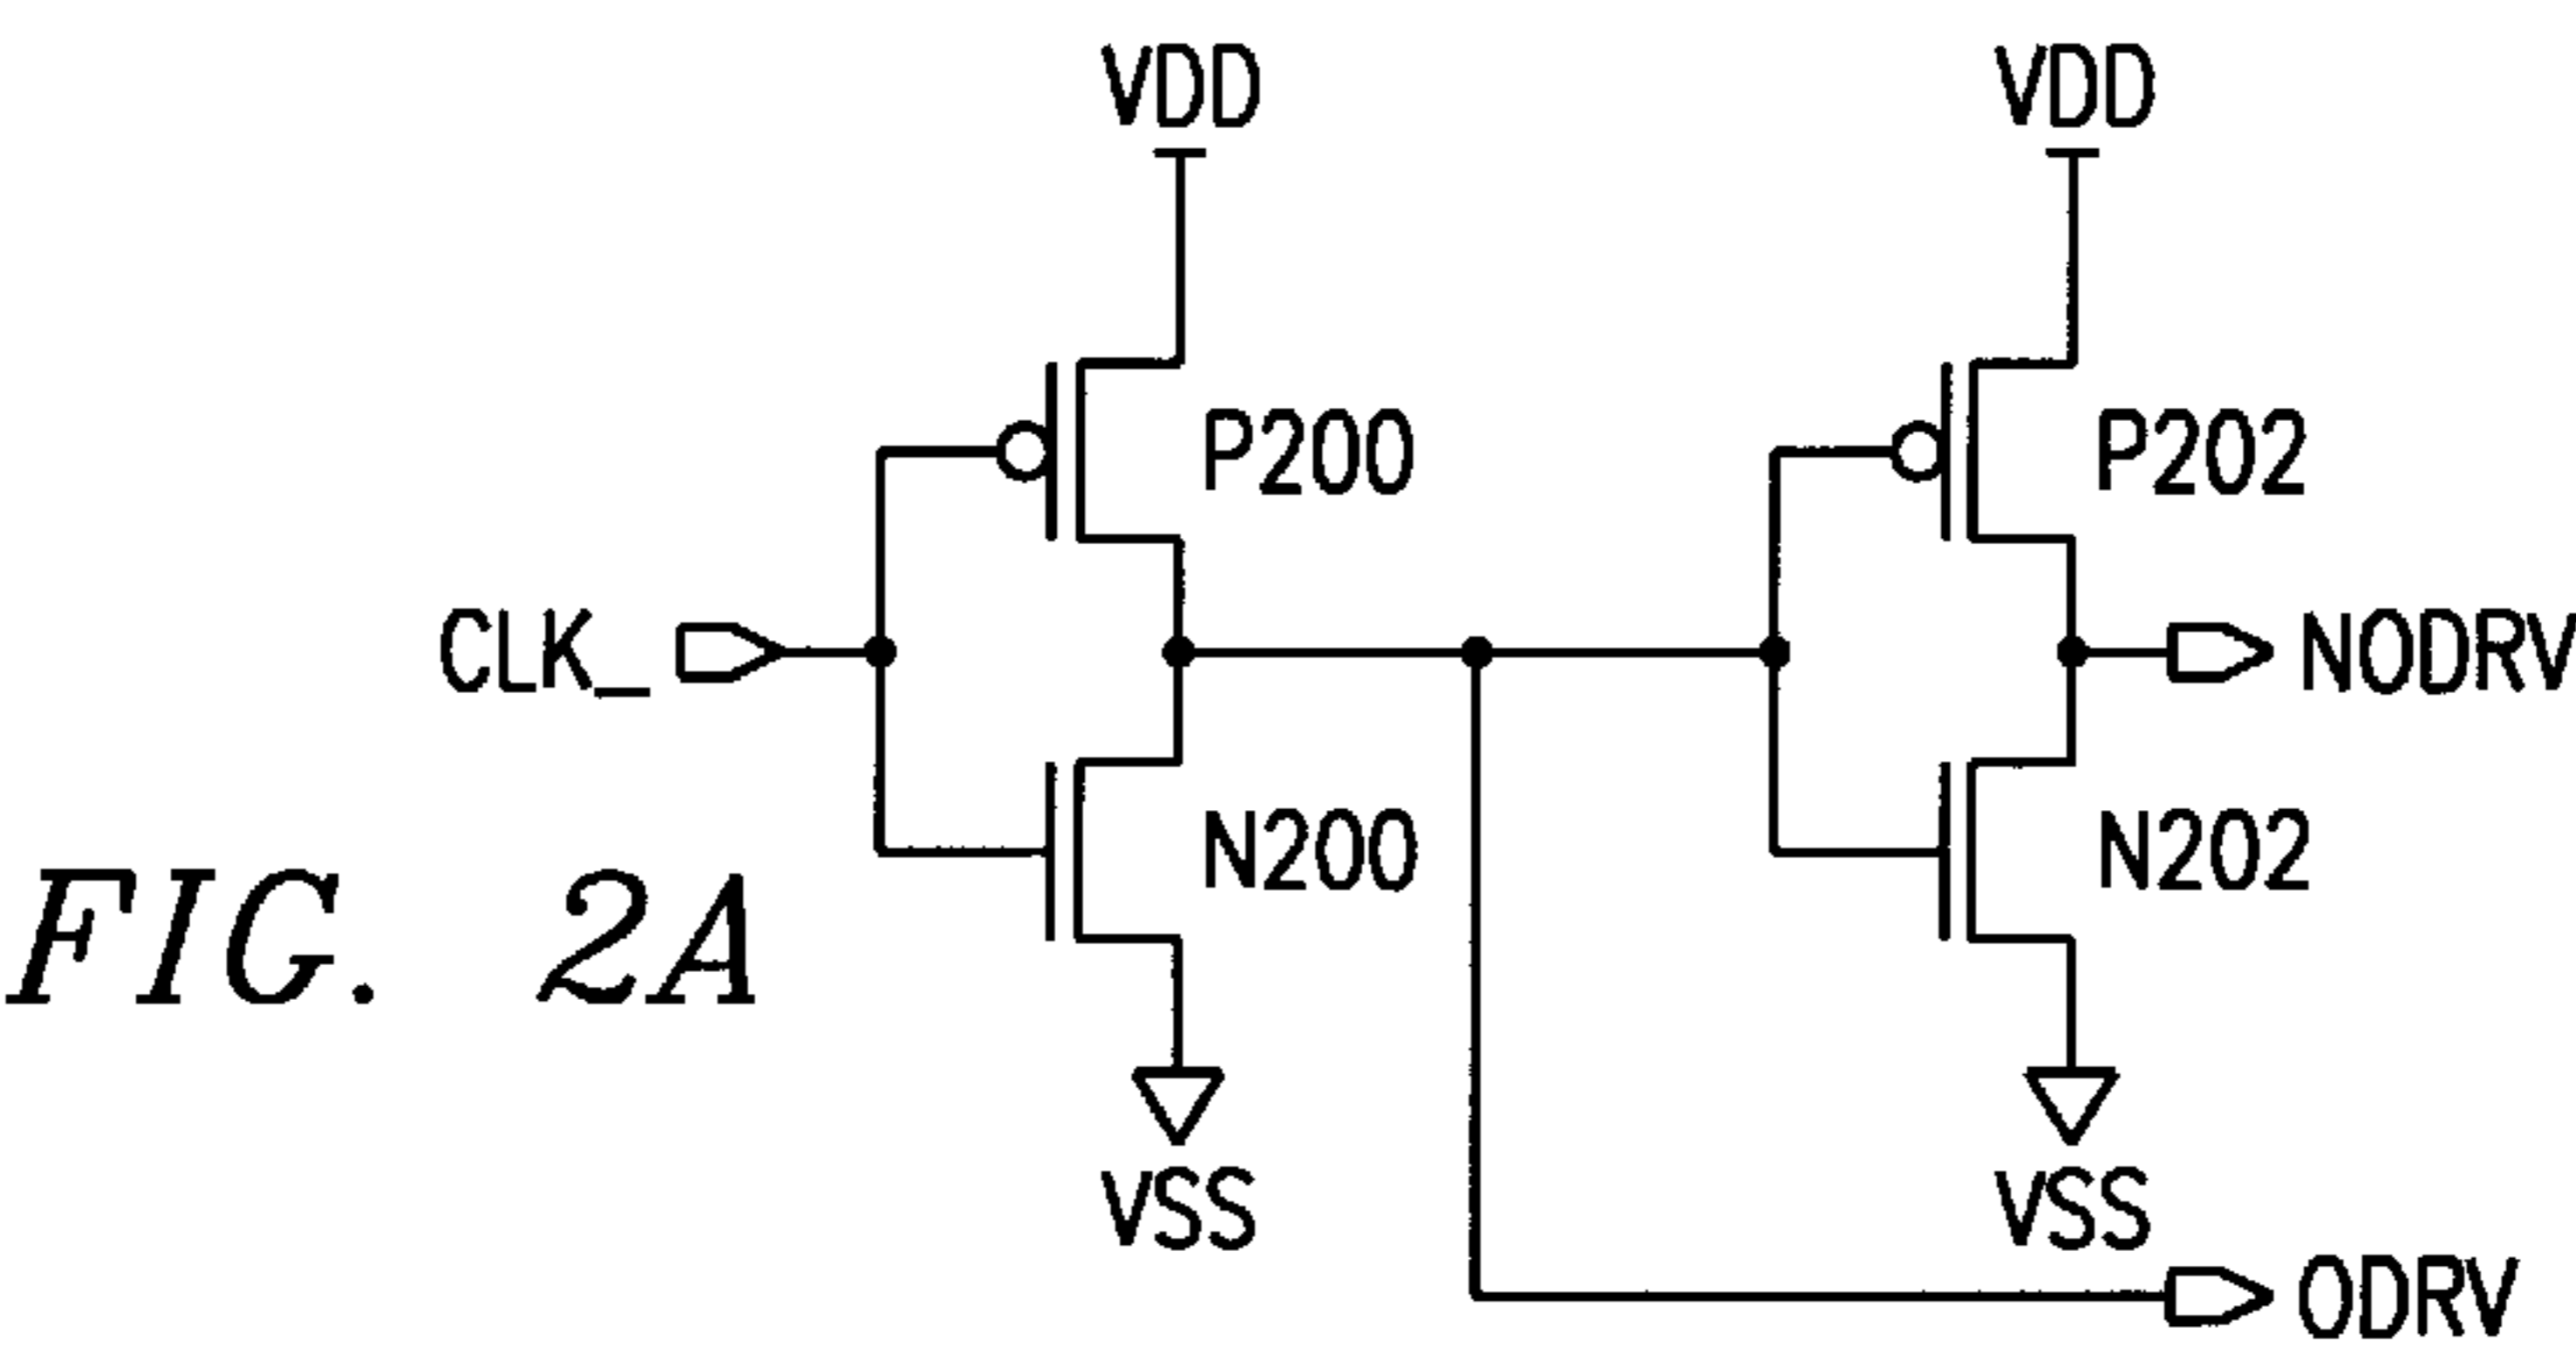 VDD VDD
P200 P202
CLK_ NODRV
N200 N202
FIG. 2A
VSS VSS
ODRV